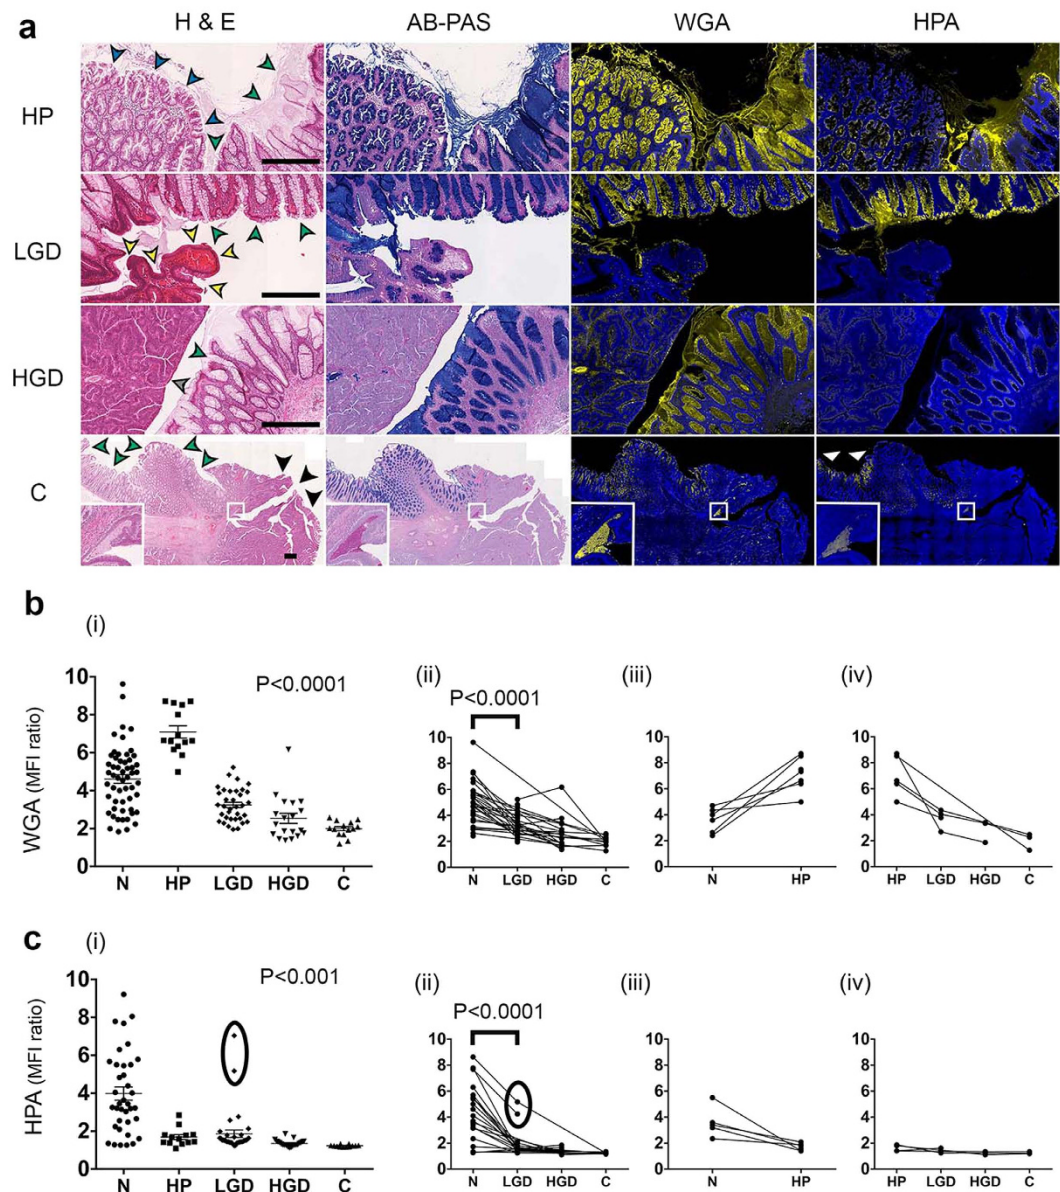 a
H & E AB-PAS WGA HPA
HP
LGD
HGD
C
b
(i) (ii) (iii) (iv)
P<0.0001
P<0.0001
WGA (MFI ratio)
10
8
6
4
2
0
N HP LGD HGD C
10
8
6
4
2
0
N LGD HGD C
10
8
6
4
2
0
N HP
10
8
6
4
2
0
HP LGD HGD C
c
(i) (ii) (iii) (iv)
P<0.001
P<0.0001
HPA (MFI ratio)
10
8
6
4
2
0
N HP LGD HGD C
10
8
6
4
2
0
N LGD HGD C
10
8
6
4
2
0
N HP
10
8
6
4
2
0
HP LGD HGD C